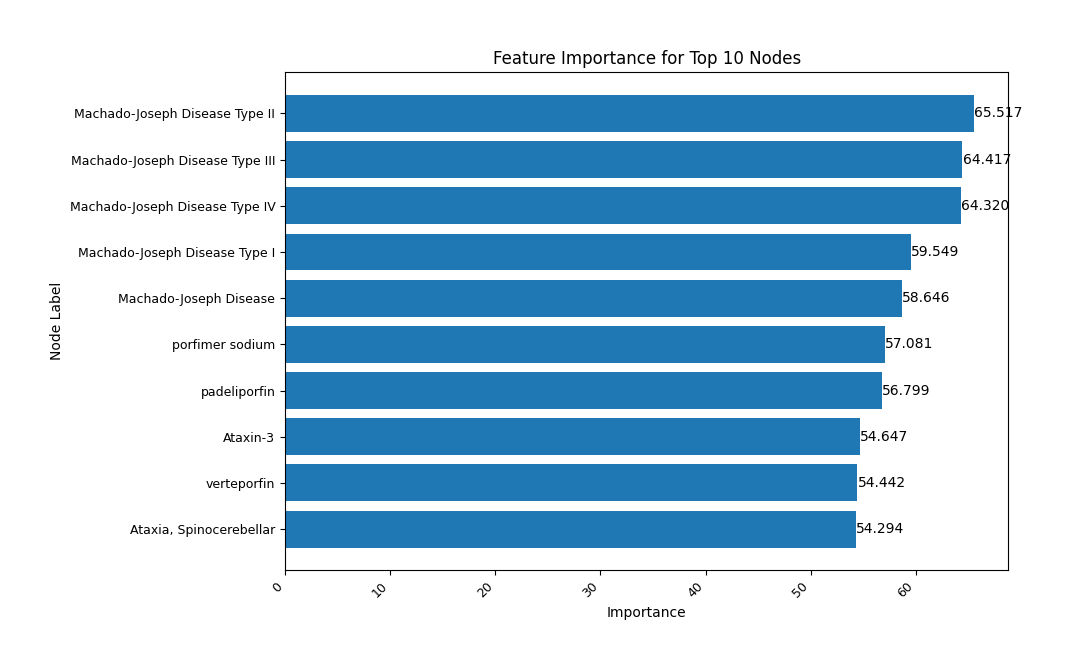 Feature Importance for Top 10 Nodes
Node Label
Machado-Joseph Disease Type II 65.517
Machado-Joseph Disease Type III 64.417
Machado-Joseph Disease Type IV 64.320
Machado-Joseph Disease Type I 59.549
Machado-Joseph Disease 58.646
porfimer sodium 57.081
padeliporfin 56.799
Ataxin-3 54.647
verteporfin 54.442
Ataxia, Spinocerebellar 54.294
0 10 20 30 40 50 60
Importance